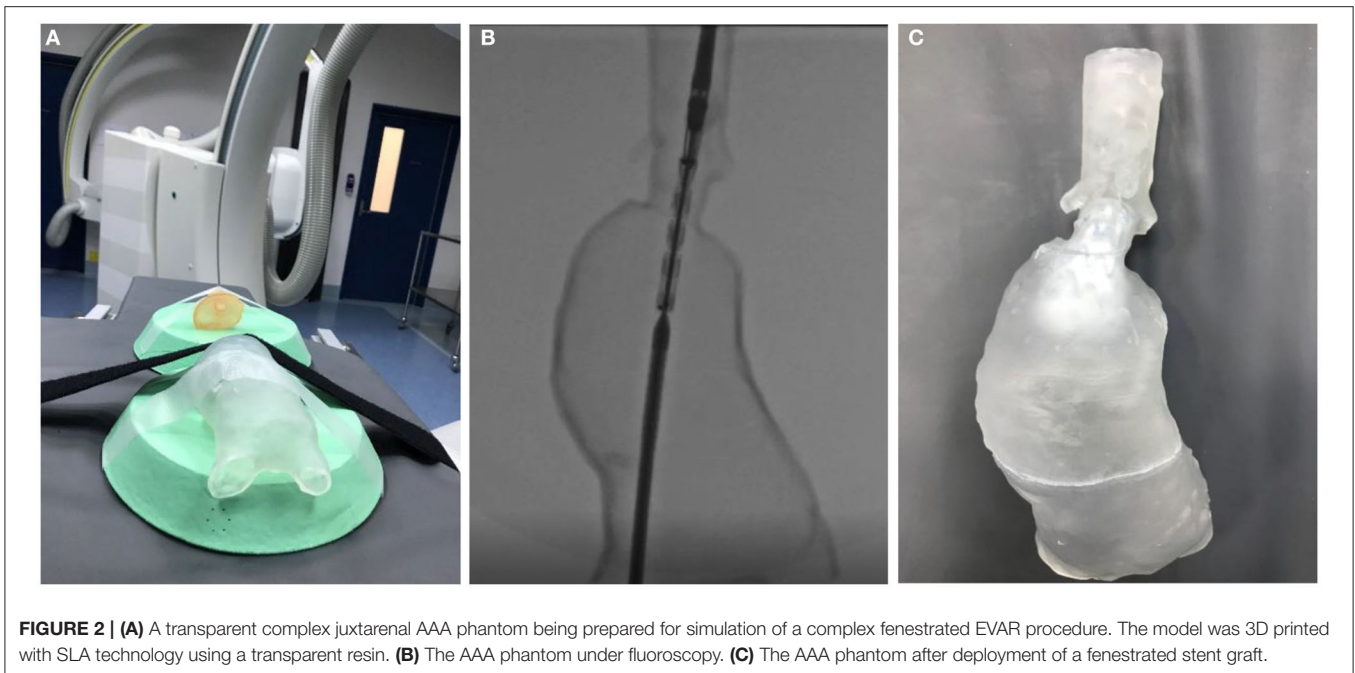 A
B
C
FIGURE 2 | (A) A transparent complex juxtarenal AAA phantom being prepared for simulation of a complex fenestrated EVAR procedure. The model was 3D printed
with SLA technology using a transparent resin. (B) The AAA phantom under fluoroscopy. (C) The AAA phantom after deployment of a fenestrated stent graft.